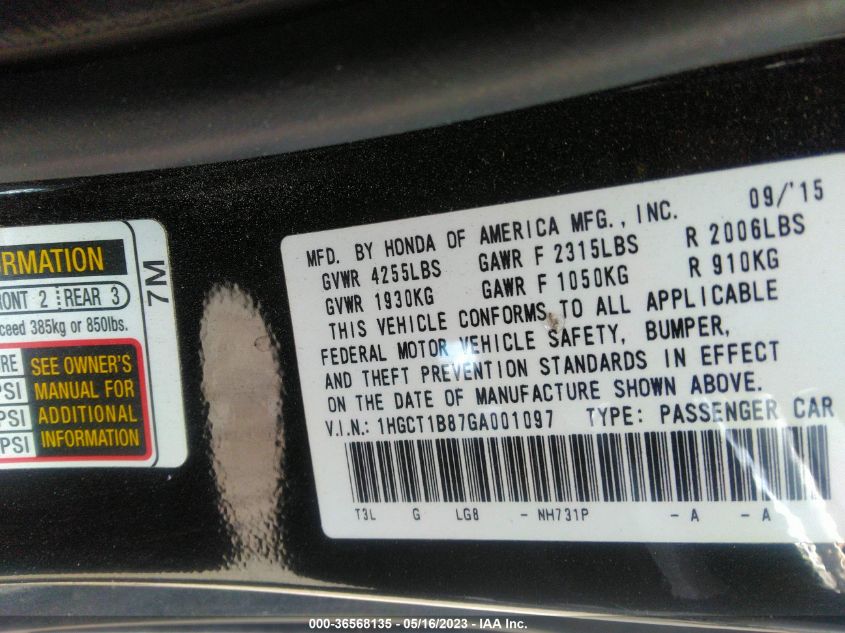 RMATION
RONT 2 REAR 3
ceed 385kg or 850lbs.
PSI
PSI
SEE OWNER'S
MANUAL FOR
ADDITIONAL
INFORMATION
7M
MFD. BY HONDA OF AMERICA MFG., INC. 09/'15
GVWR 4255LBS GAWR F 2315LBS R 2006LBS
GVWR 1930KG GAWR F 1050KG R 910KG
THIS VEHICLE CONFORMS TO ALL APPLICABLE
FEDERAL MOTOR VEHICLE SAFETY, BUMPER,
AND THEFT PREVENTION STANDARDS IN EFFECT
ON THE DATE OF MANUFACTURE SHOWN ABOVE.
V.I.N.: 1HGCT1B87GA001097 TYPE: PASSENGER CAR
T3L G LG8 - NH731P - A - A
000-36568135 - 05/16/2023 - IAA Inc.